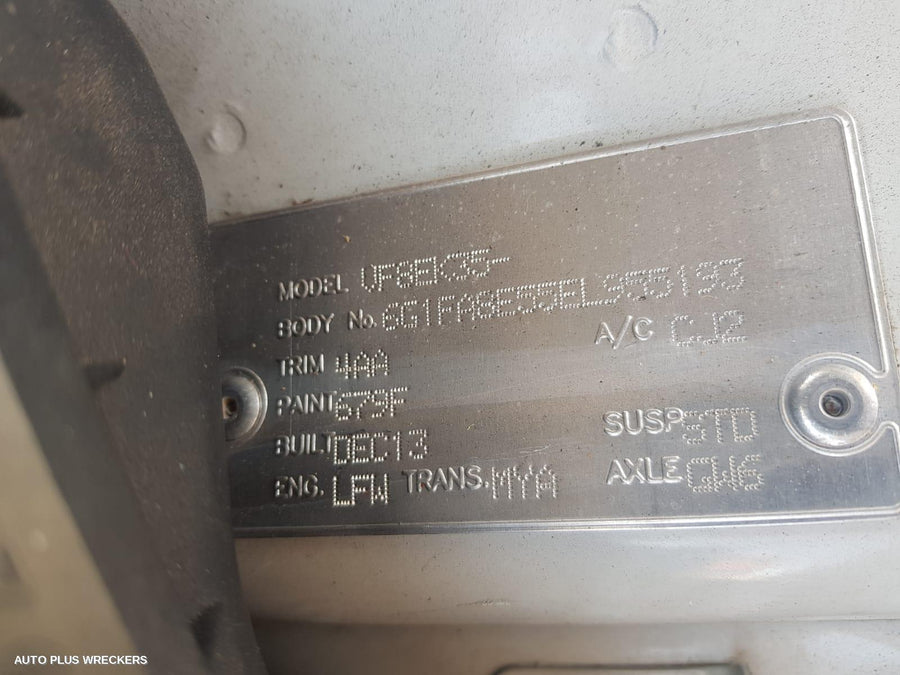 MODEL VF8EK35-
BODY No. 6G1FA8E55EL955193
A/C CJ2
TRIM 4AA
PAINT 679F
BUILT DEC13
SUSP STD
ENG. LFW TRANS. MYA
AXLE GW6
AUTO PLUS WRECKERS